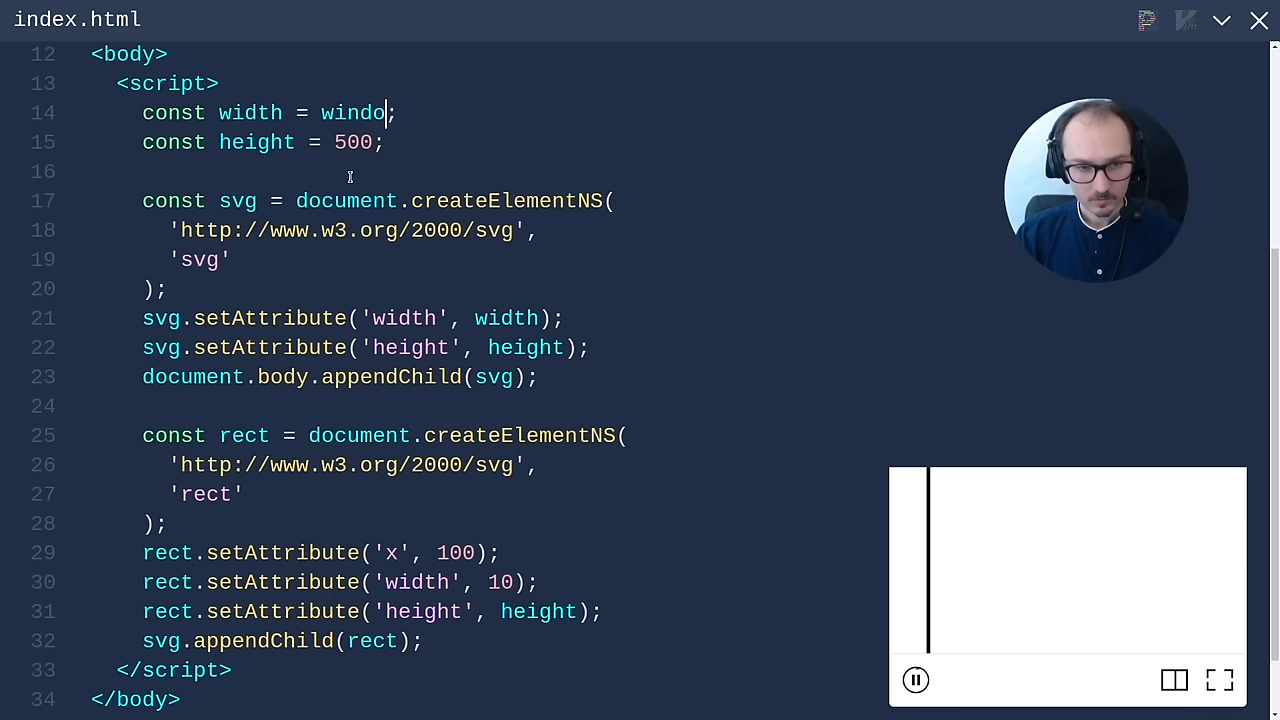 index.html
12 <body>
13 <script>
14 const width = windo;
15 const height = 500;
16
17 const svg = document.createElementNS(
18 'http://www.w3.org/2000/svg',
19 'svg'
20 );
21 svg.setAttribute('width', width);
22 svg.setAttribute('height', height);
23 document.body.appendChild(svg);
24
25 const rect = document.createElementNS(
26 'http://www.w3.org/2000/svg',
27 'rect'
28 );
29 rect.setAttribute('x', 100);
30 rect.setAttribute('width', 10);
31 rect.setAttribute('height', height);
32 svg.appendChild(rect);
33 </script>
34 </body>